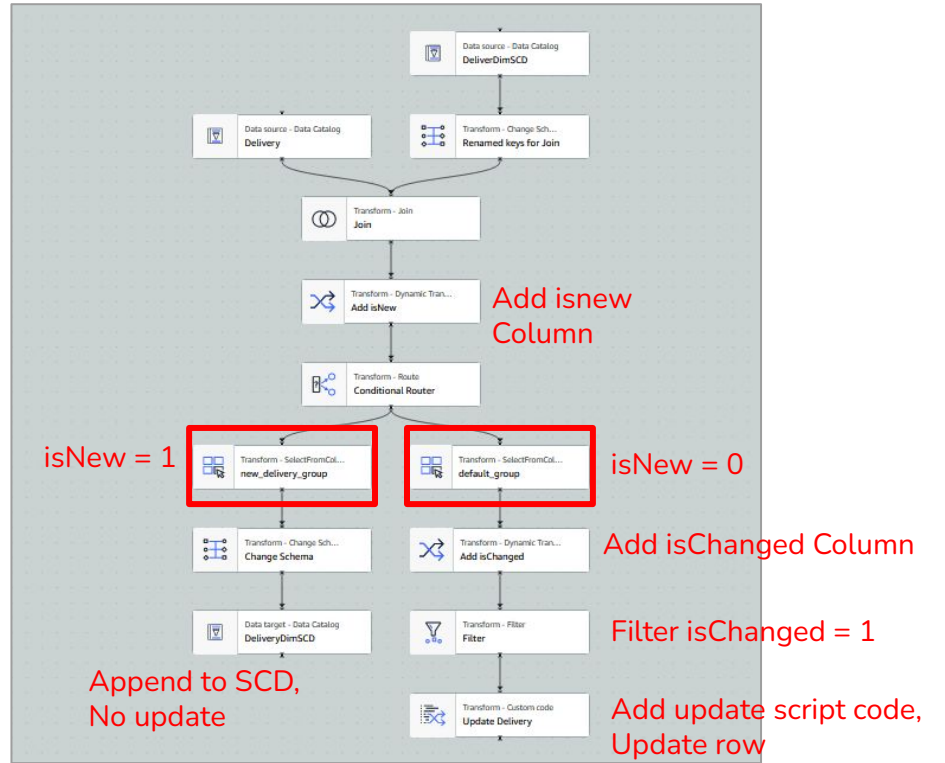 Data source - Data Catalog
DeliverDimSCD
Data source - Data Catalog
Delivery
Transform - Change Sch...
Renamed keys for Join
Transform - Join
Join
Transform - Dynamic Tran...
Add isNew
Add isnew
Column
Transform - Route
Conditional Router
isNew = 1
Transform - SelectFromCol...
new_delivery_group
Transform - SelectFromCol...
default_group
isNew = 0
Transform - Change Sch...
Change Schema
Transform - Dynamic Tran...
Add isChanged
Add isChanged Column
Data target - Data Catalog
DeliveryDimSCD
Transform - Filter
Filter
Filter isChanged = 1
Append to SCD,
No update
Transform - Custom code
Update Delivery
Add update script code,
Update row